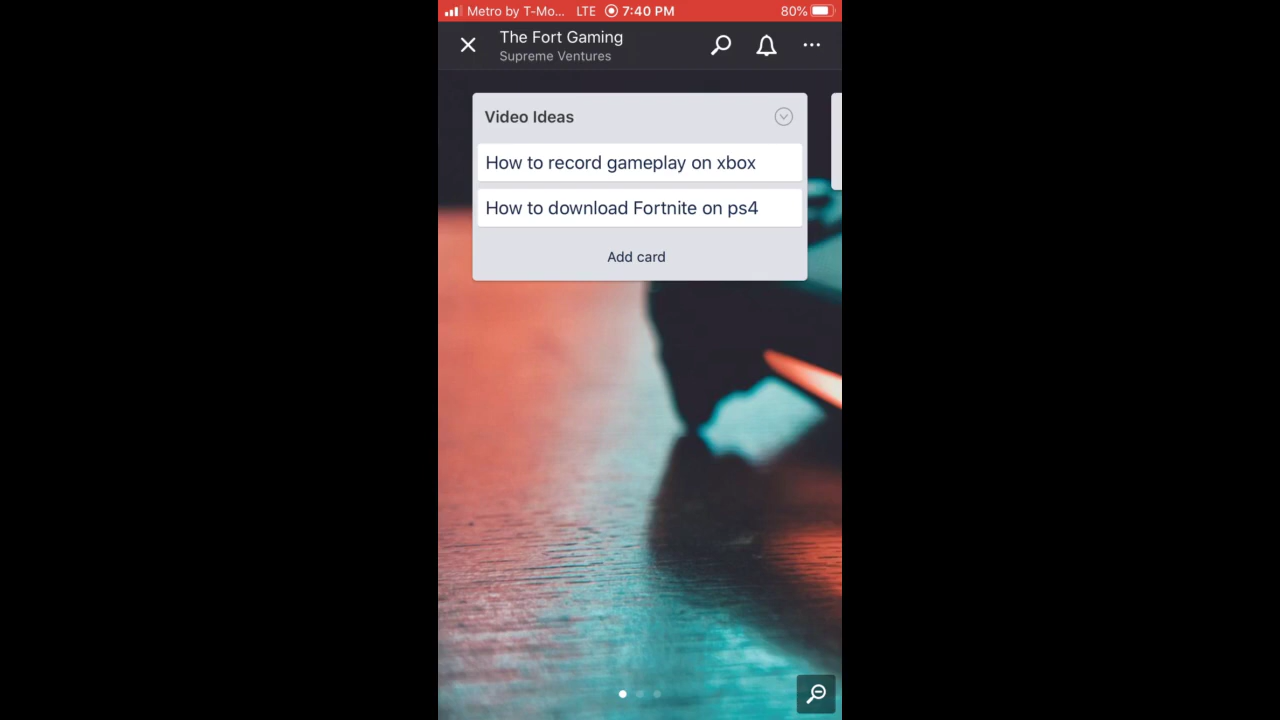 Metro by T-Mo... LTE 7:40 PM 80%
The Fort Gaming
Supreme Ventures
Video Ideas
How to record gameplay on xbox
How to download Fortnite on ps4
Add card